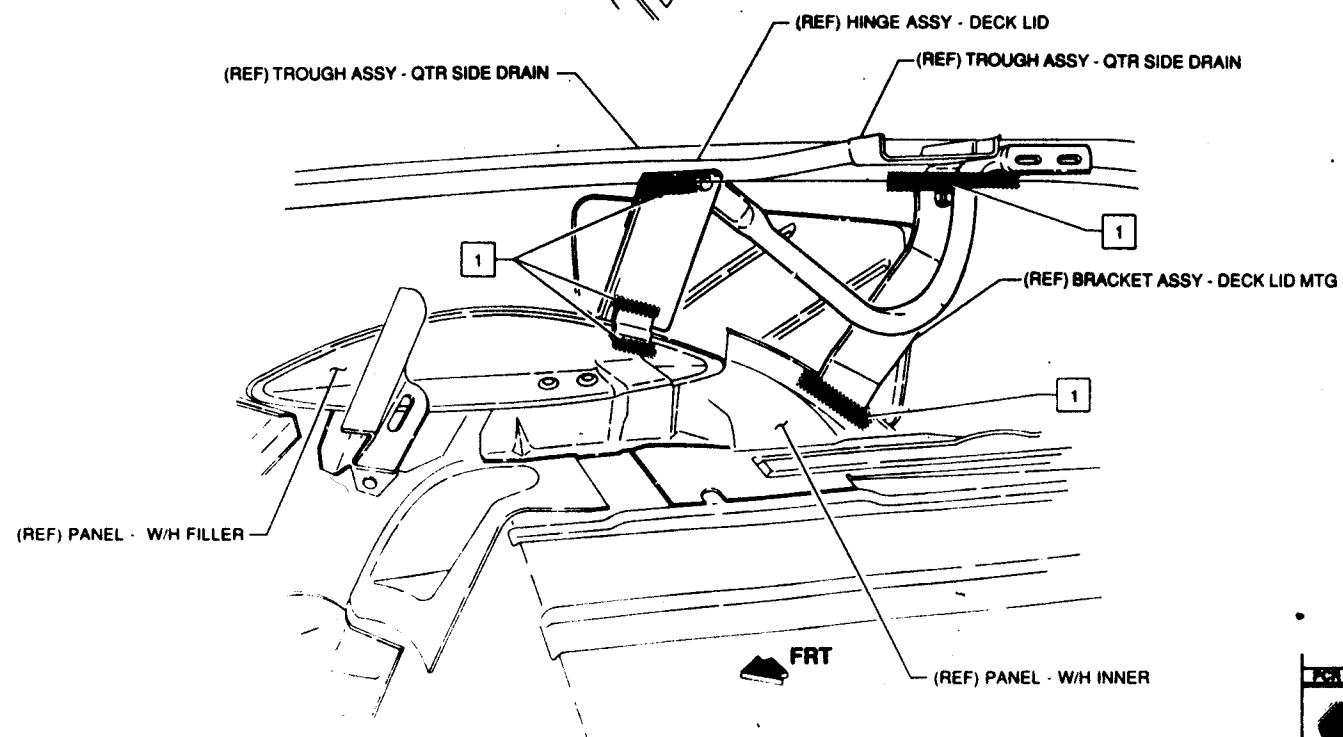 (REF) HINGE ASSY - DECK LID
(REF) TROUGH ASSY - QTR SIDE DRAIN
(REF) TROUGH ASSY - QTR SIDE DRAIN
1
1
(REF) BRACKET ASSY - DECK LID MTG
1
(REF) PANEL - W/H FILLER
FRT
(REF) PANEL - W/H INNER
PCR